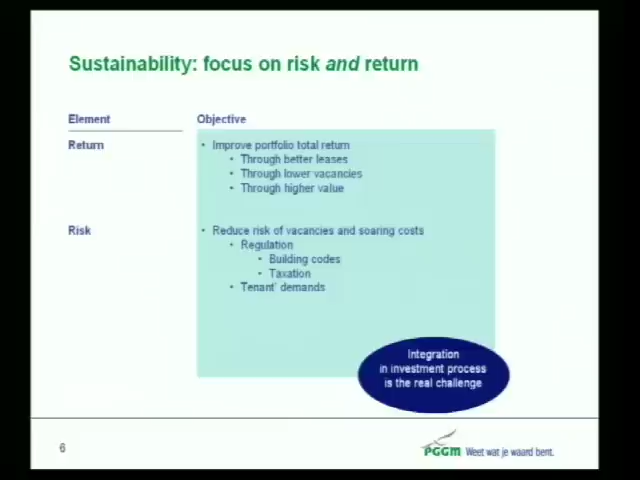 Sustainability: focus on risk and return
Element
Objective
Return
• Improve portfolio total return
• Through better leases
• Through lower vacancies
• Through higher value
Risk
• Reduce risk of vacancies and soaring costs
• Regulation
• Building codes
• Taxation
• Tenant' demands
Integration
in investment process
is the real challenge
6
PGGM Weet wat je waard bent.